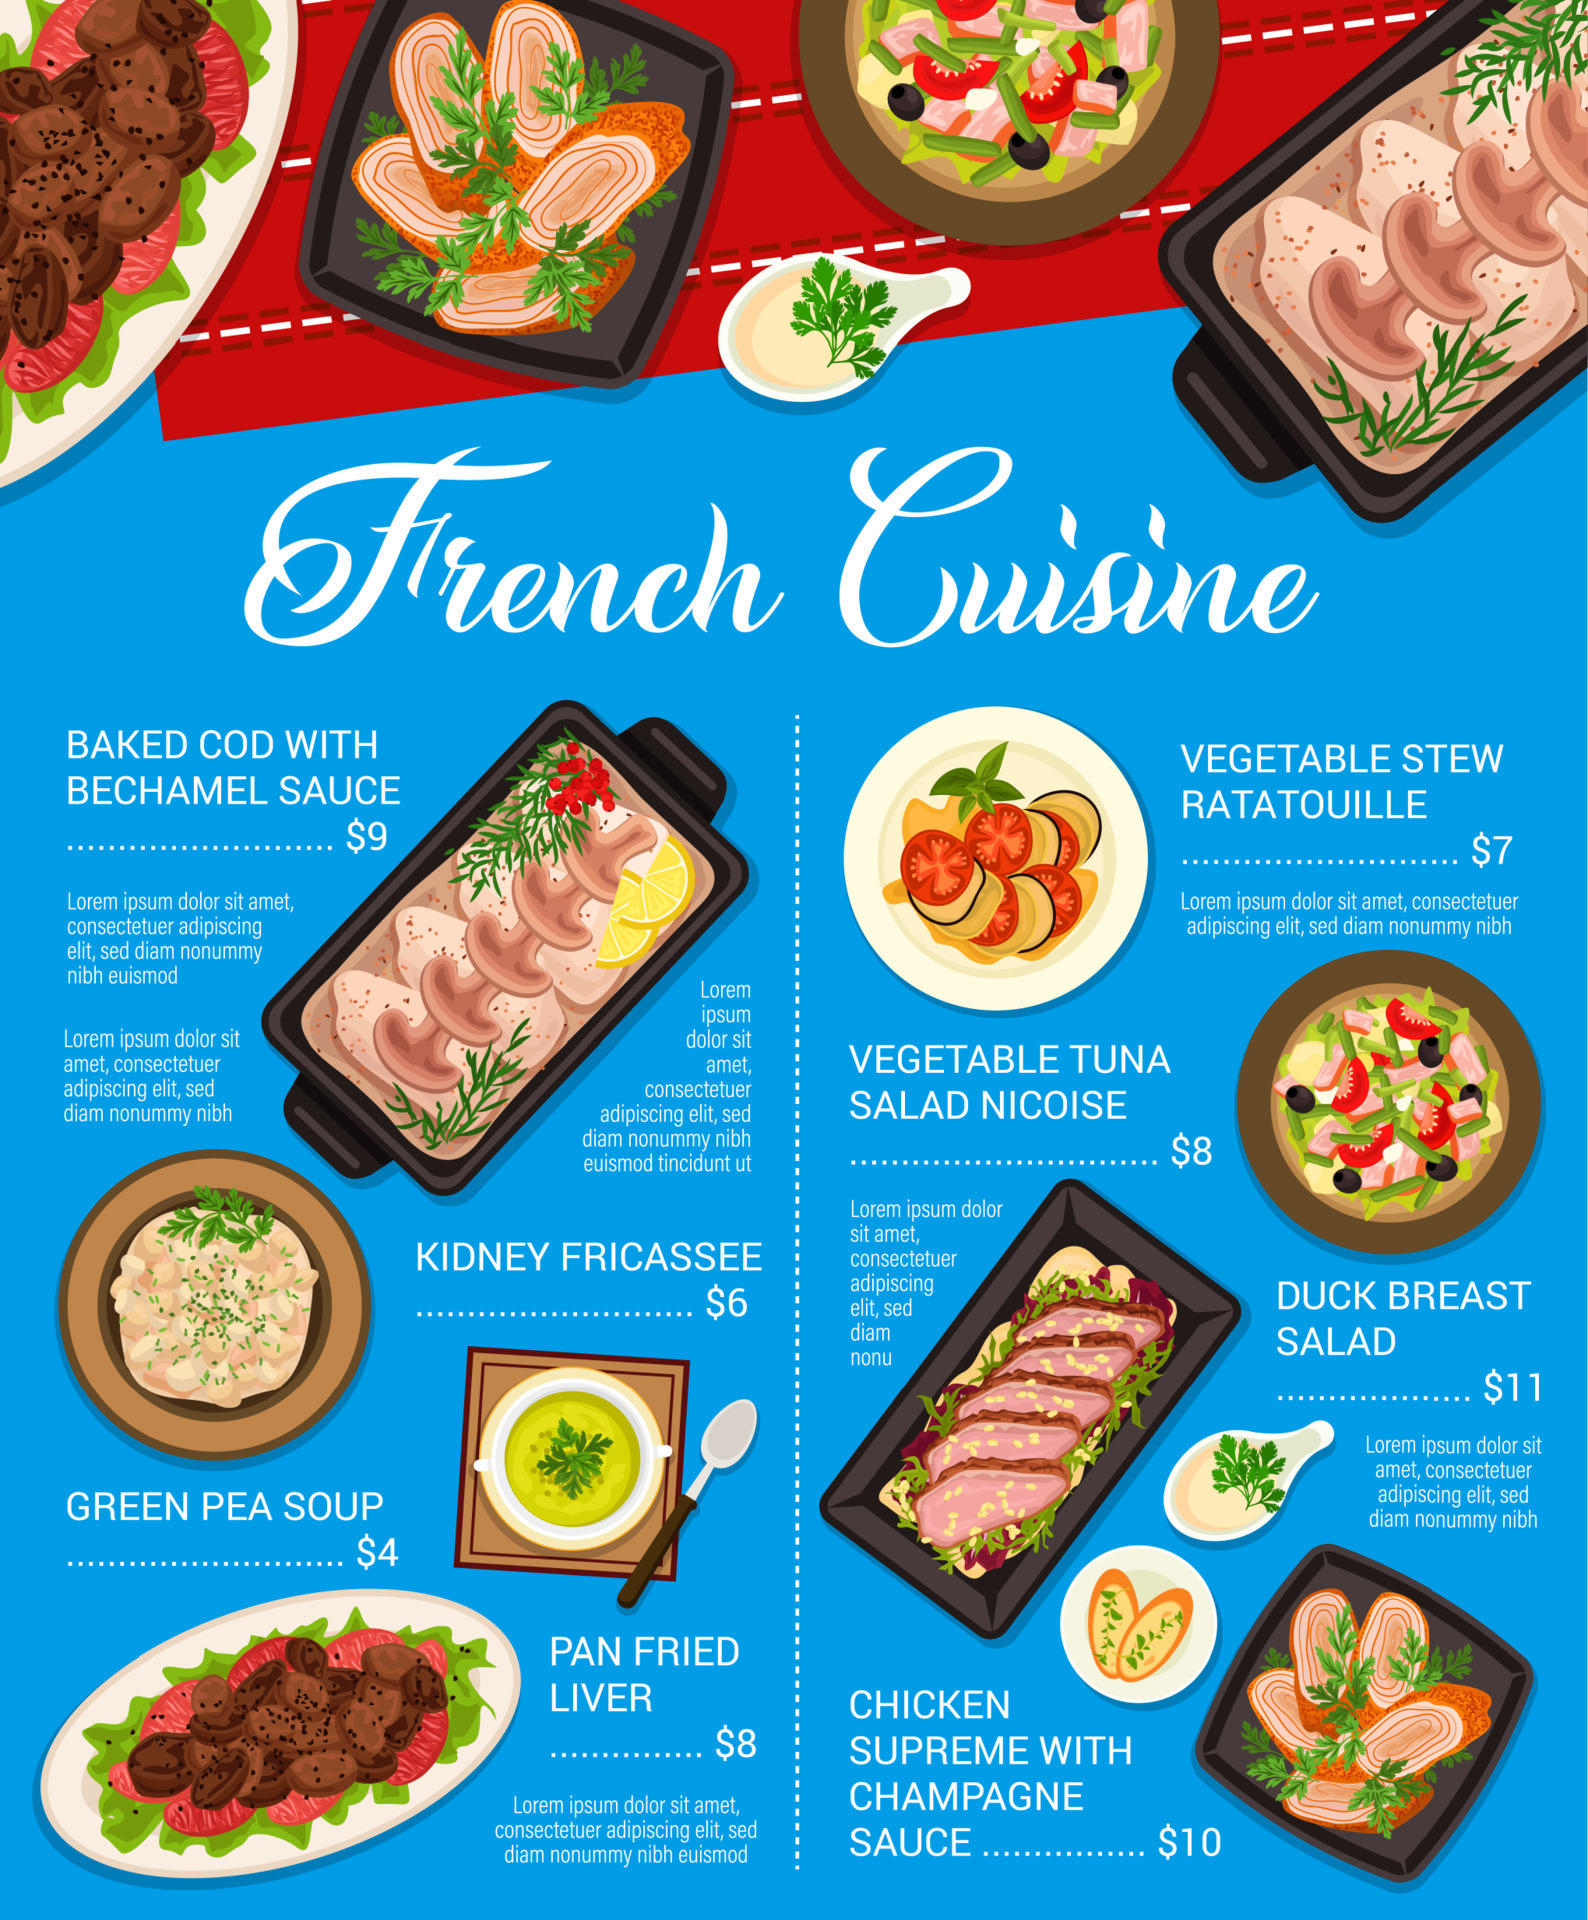 French Cuisine
BAKED COD WITH
BECHAMEL SAUCE
.......................... $9
Lorem ipsum dolor sit amet,
consectetuer adipiscing
elit, sed diam nonummy
nibh euismod
Lorem ipsum dolor sit
amet, consectetuer
adipiscing elit, sed
diam nonummy nibh
Lorem
ipsum
dolor sit
amet,
consectetuer
adipiscing elit, sed
diam nonummy nibh
euismod tincidunt ut
KIDNEY FRICASSEE
........................... $6
GREEN PEA SOUP
........................... $4
PAN FRIED
LIVER
............... $8
Lorem ipsum dolor sit amet,
consectetuer adipiscing elit, sed
diam nonummy nibh euismod
VEGETABLE STEW
RATATOUILLE
........................... $7
Lorem ipsum dolor sit amet, consectetuer
adipiscing elit, sed diam nonummy nibh
VEGETABLE TUNA
SALAD NICOISE
.............................. $8
Lorem ipsum dolor
sit amet,
consectetuer
adipiscing
elit, sed
diam
nonu
DUCK BREAST
SALAD
................... $11
Lorem ipsum dolor sit
amet, consectetuer
adipiscing elit, sed
diam nonummy nibh
CHICKEN
SUPREME WITH
CHAMPAGNE
SAUCE ................ $10